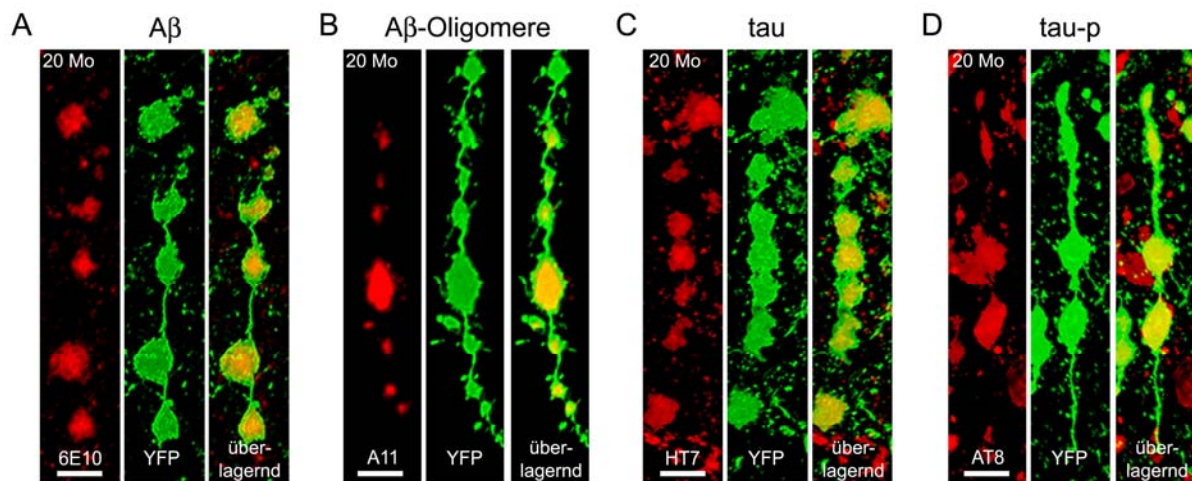 A
Aβ
20 Mo
6E10
YFP
über-
lagernd
B
Aβ-Oligomere
20 Mo
A11
YFP
über-
lagernd
C
tau
20 Mo
HT7
YFP
über-
lagernd
D
tau-p
20 Mo
AT8
YFP
über-
lagernd